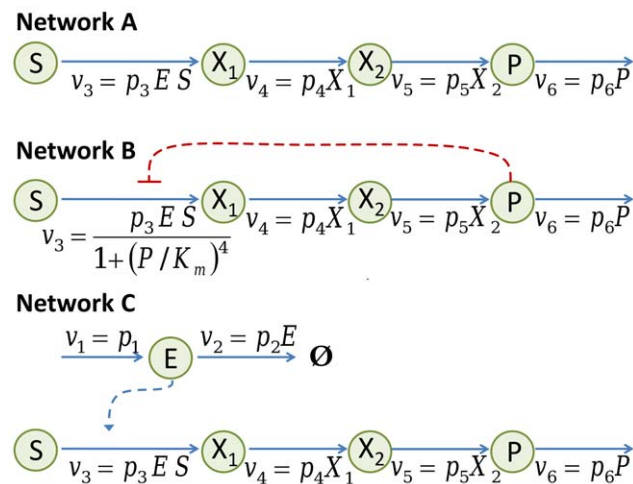 Network A
S X₁ X₂ P
v₃ = p₃ E S v₄ = p₄X₁ v₅ = p₅X₂ v₆ = p₆P
Network B
S X₁ X₂ P
v₃ = p₃ E S / 1+(P/Kₘ)⁴ v₄ = p₄X₁ v₅ = p₅X₂ v₆ = p₆P
Network C
v₁ = p₁ E v₂ = p₂E Ø
S X₁ X₂ P
v₃ = p₃ E S v₄ = p₄X₁ v₅ = p₅X₂ v₆ = p₆P